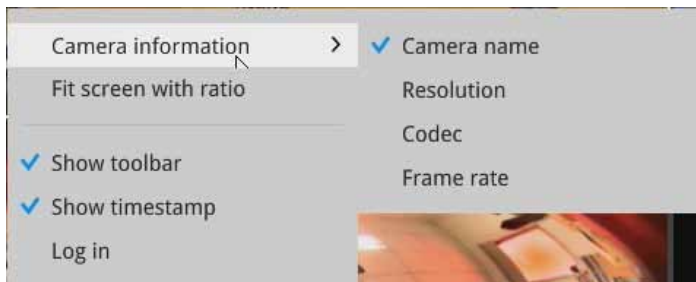 Camera information
Fit screen with ratio
Show toolbar
Show timestamp
Log in
Camera name
Resolution
Codec
Frame rate